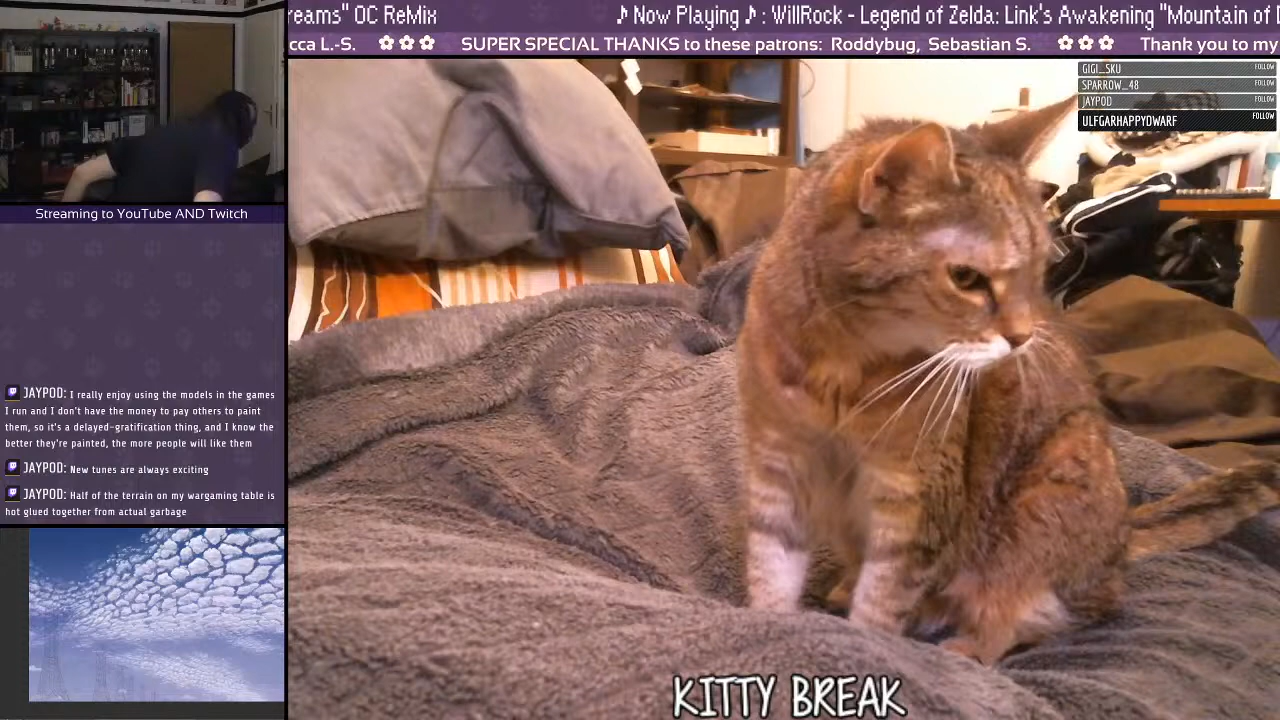 reams" OC ReMix ♪ Now Playing ♪ : WillRock - Legend of Zelda: Link's Awakening "Mountain of
cca L.-S. ✿ ✿ ✿ SUPER SPECIAL THANKS to these patrons: Roddybug, Sebastian S. ✿ ✿ ✿ Thank you to my
GIGI_SKU FOLLOW
SPARROW_48 FOLLOW
JAYPOD FOLLOW
ULFGARHAPPYDWARF FOLLOW
Streaming to YouTube AND Twitch
JAYPOD: I really enjoy using the models in the games
I run and I don't have the money to pay others to paint
them, so it's a delayed-gratification thing, and I know the
better they're painted, the more people will like them
JAYPOD: New tunes are always exciting
JAYPOD: Half of the terrain on my wargaming table is
hot glued together from actual garbage
KITTY BREAK